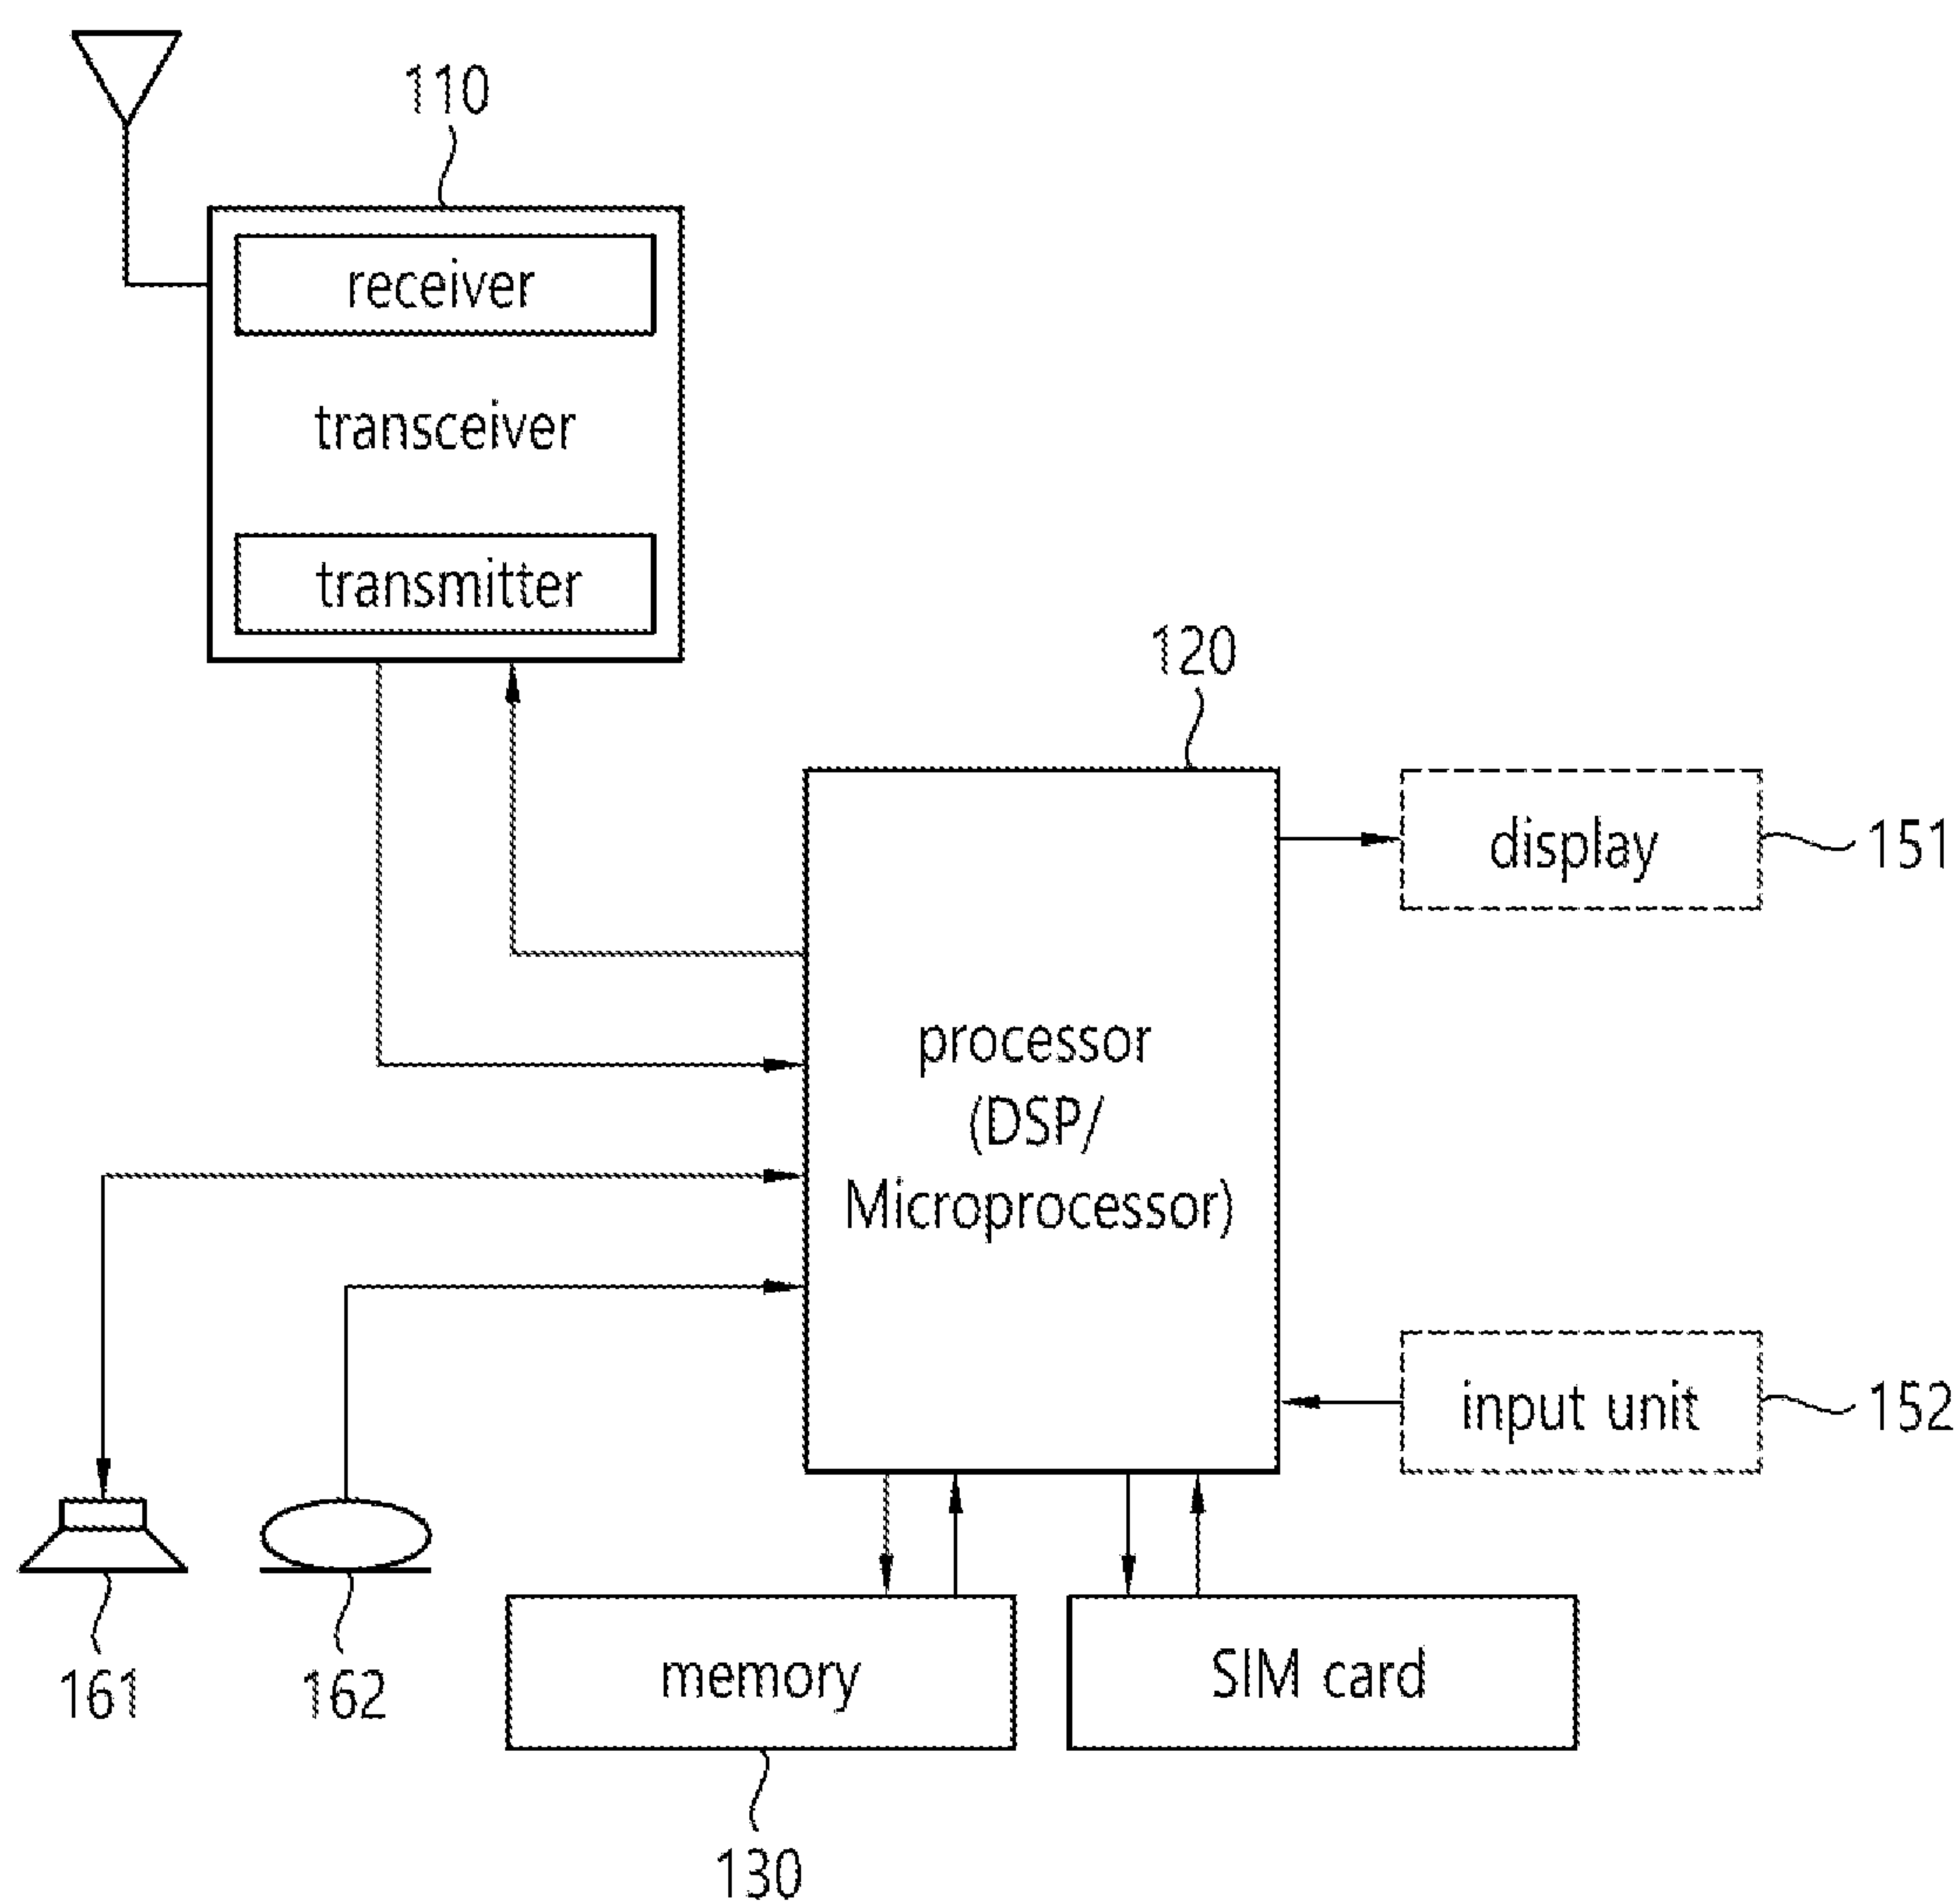 110
receiver
transceiver
transmitter
120
display
151
processor
(DSP/
Microprocessor)
input unit
152
161
162
memory
SIM card
130